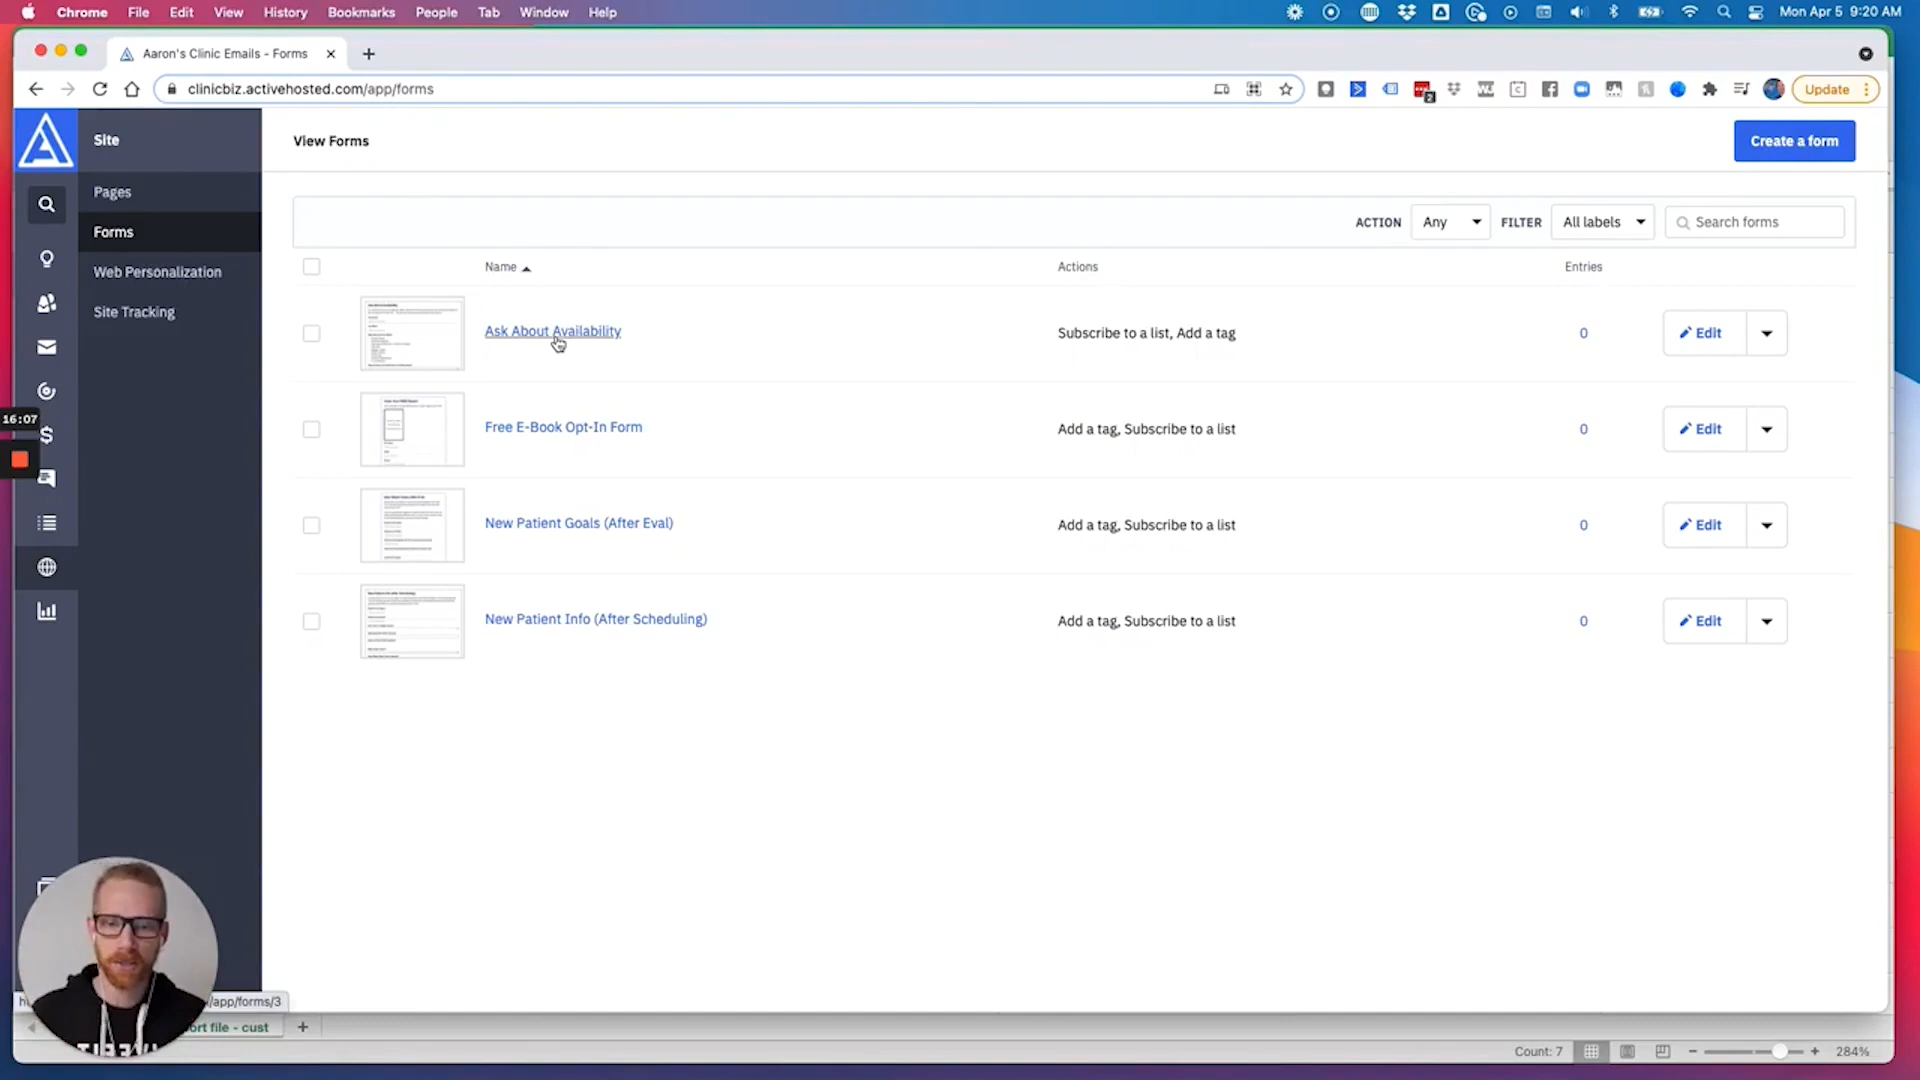 Chrome File Edit View History Bookmarks People Tab Window Help
Mon Apr 5 9:20 AM
Aaron's Clinic Emails - Forms
clinicbiz.activehosted.com/app/forms
2
Update
Site
View Forms
Create a form
Pages
Forms
Web Personalization
Site Tracking
ACTION Any FILTER All labels Search forms
Name Actions Entries
Ask About Availability Subscribe to a list, Add a tag 0 Edit
Free E-Book Opt-In Form Add a tag, Subscribe to a list 0 Edit
New Patient Goals (After Eval) Add a tag, Subscribe to a list 0 Edit
New Patient Info (After Scheduling) Add a tag, Subscribe to a list 0 Edit
16:07
/app/forms/3
ort file - cust
Count: 7
284%